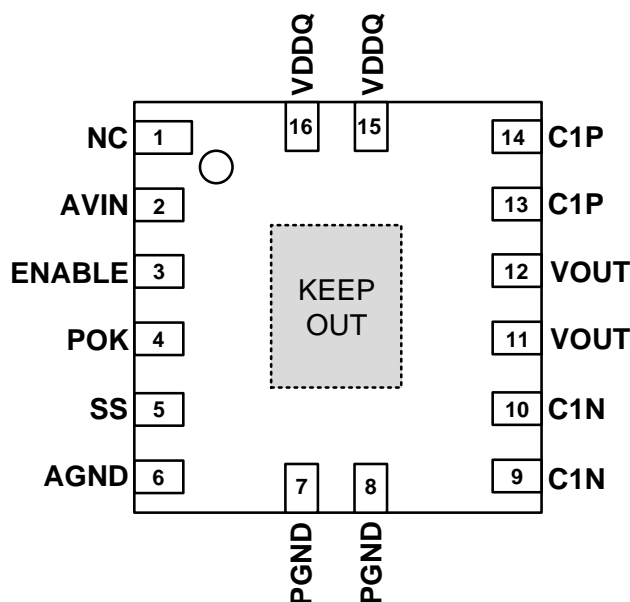 VDDQ VDDQ
16 15
NC 1 14 C1P
AVIN 2 13 C1P
ENABLE 3 12 VOUT
KEEP
OUT
POK 4 11 VOUT
SS 5 10 C1N
AGND 6 9 C1N
7 8
PGND PGND